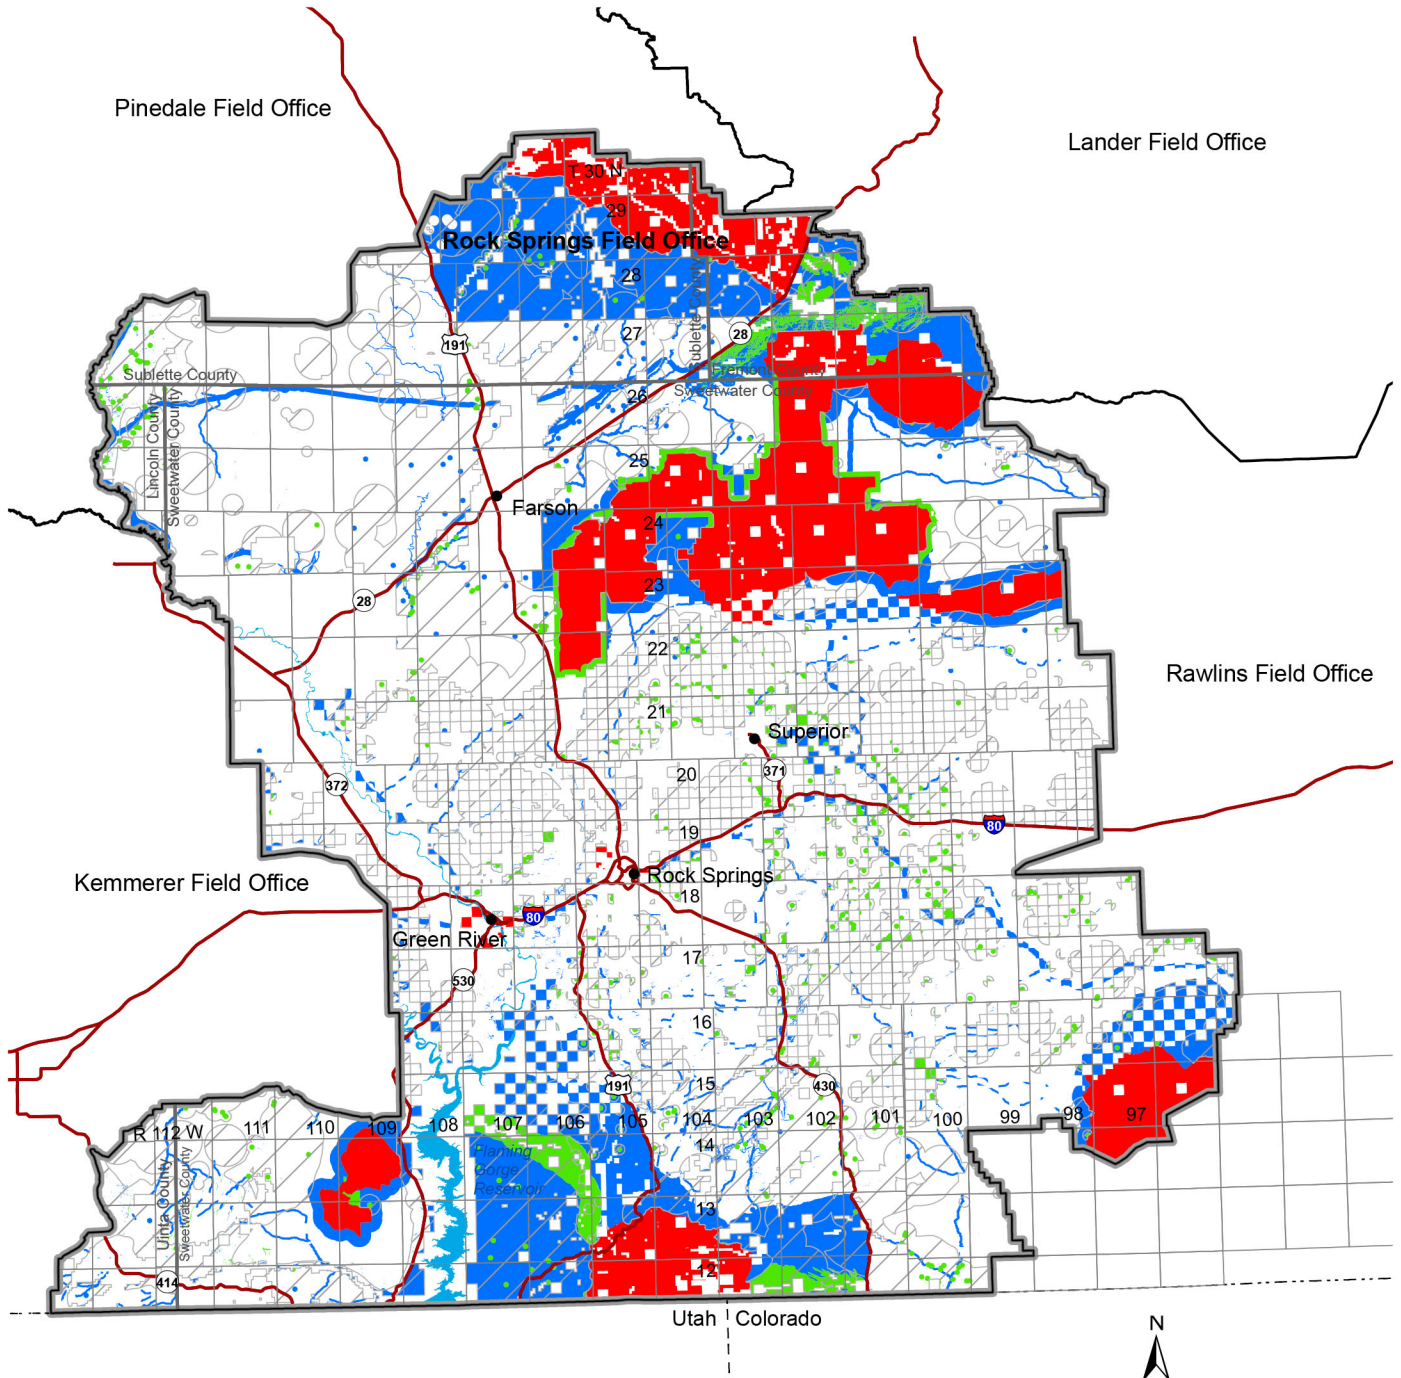 Pinedale Field Office
Lander Field Office
T 30 N
29
Rock Springs Field Office
28
Sublette County
27
28
191
Sublette County
Fremont County
Sweetwater County
26
Lincoln County
Sweetwater County
25
Farson
24
23
28
22
Rawlins Field Office
21
Superior
20
371
372
19
80
Rock Springs
Kemmerer Field Office
18
80
Green River
17
530
16
191
15
430
R 112 W
111
110
109
108
107
106
105
104
103
102
101
100
99
98
97
14
Flaming
Gorge
Reservoir
Uinta County
Sweetwater County
13
12
414
Utah
Colorado
N